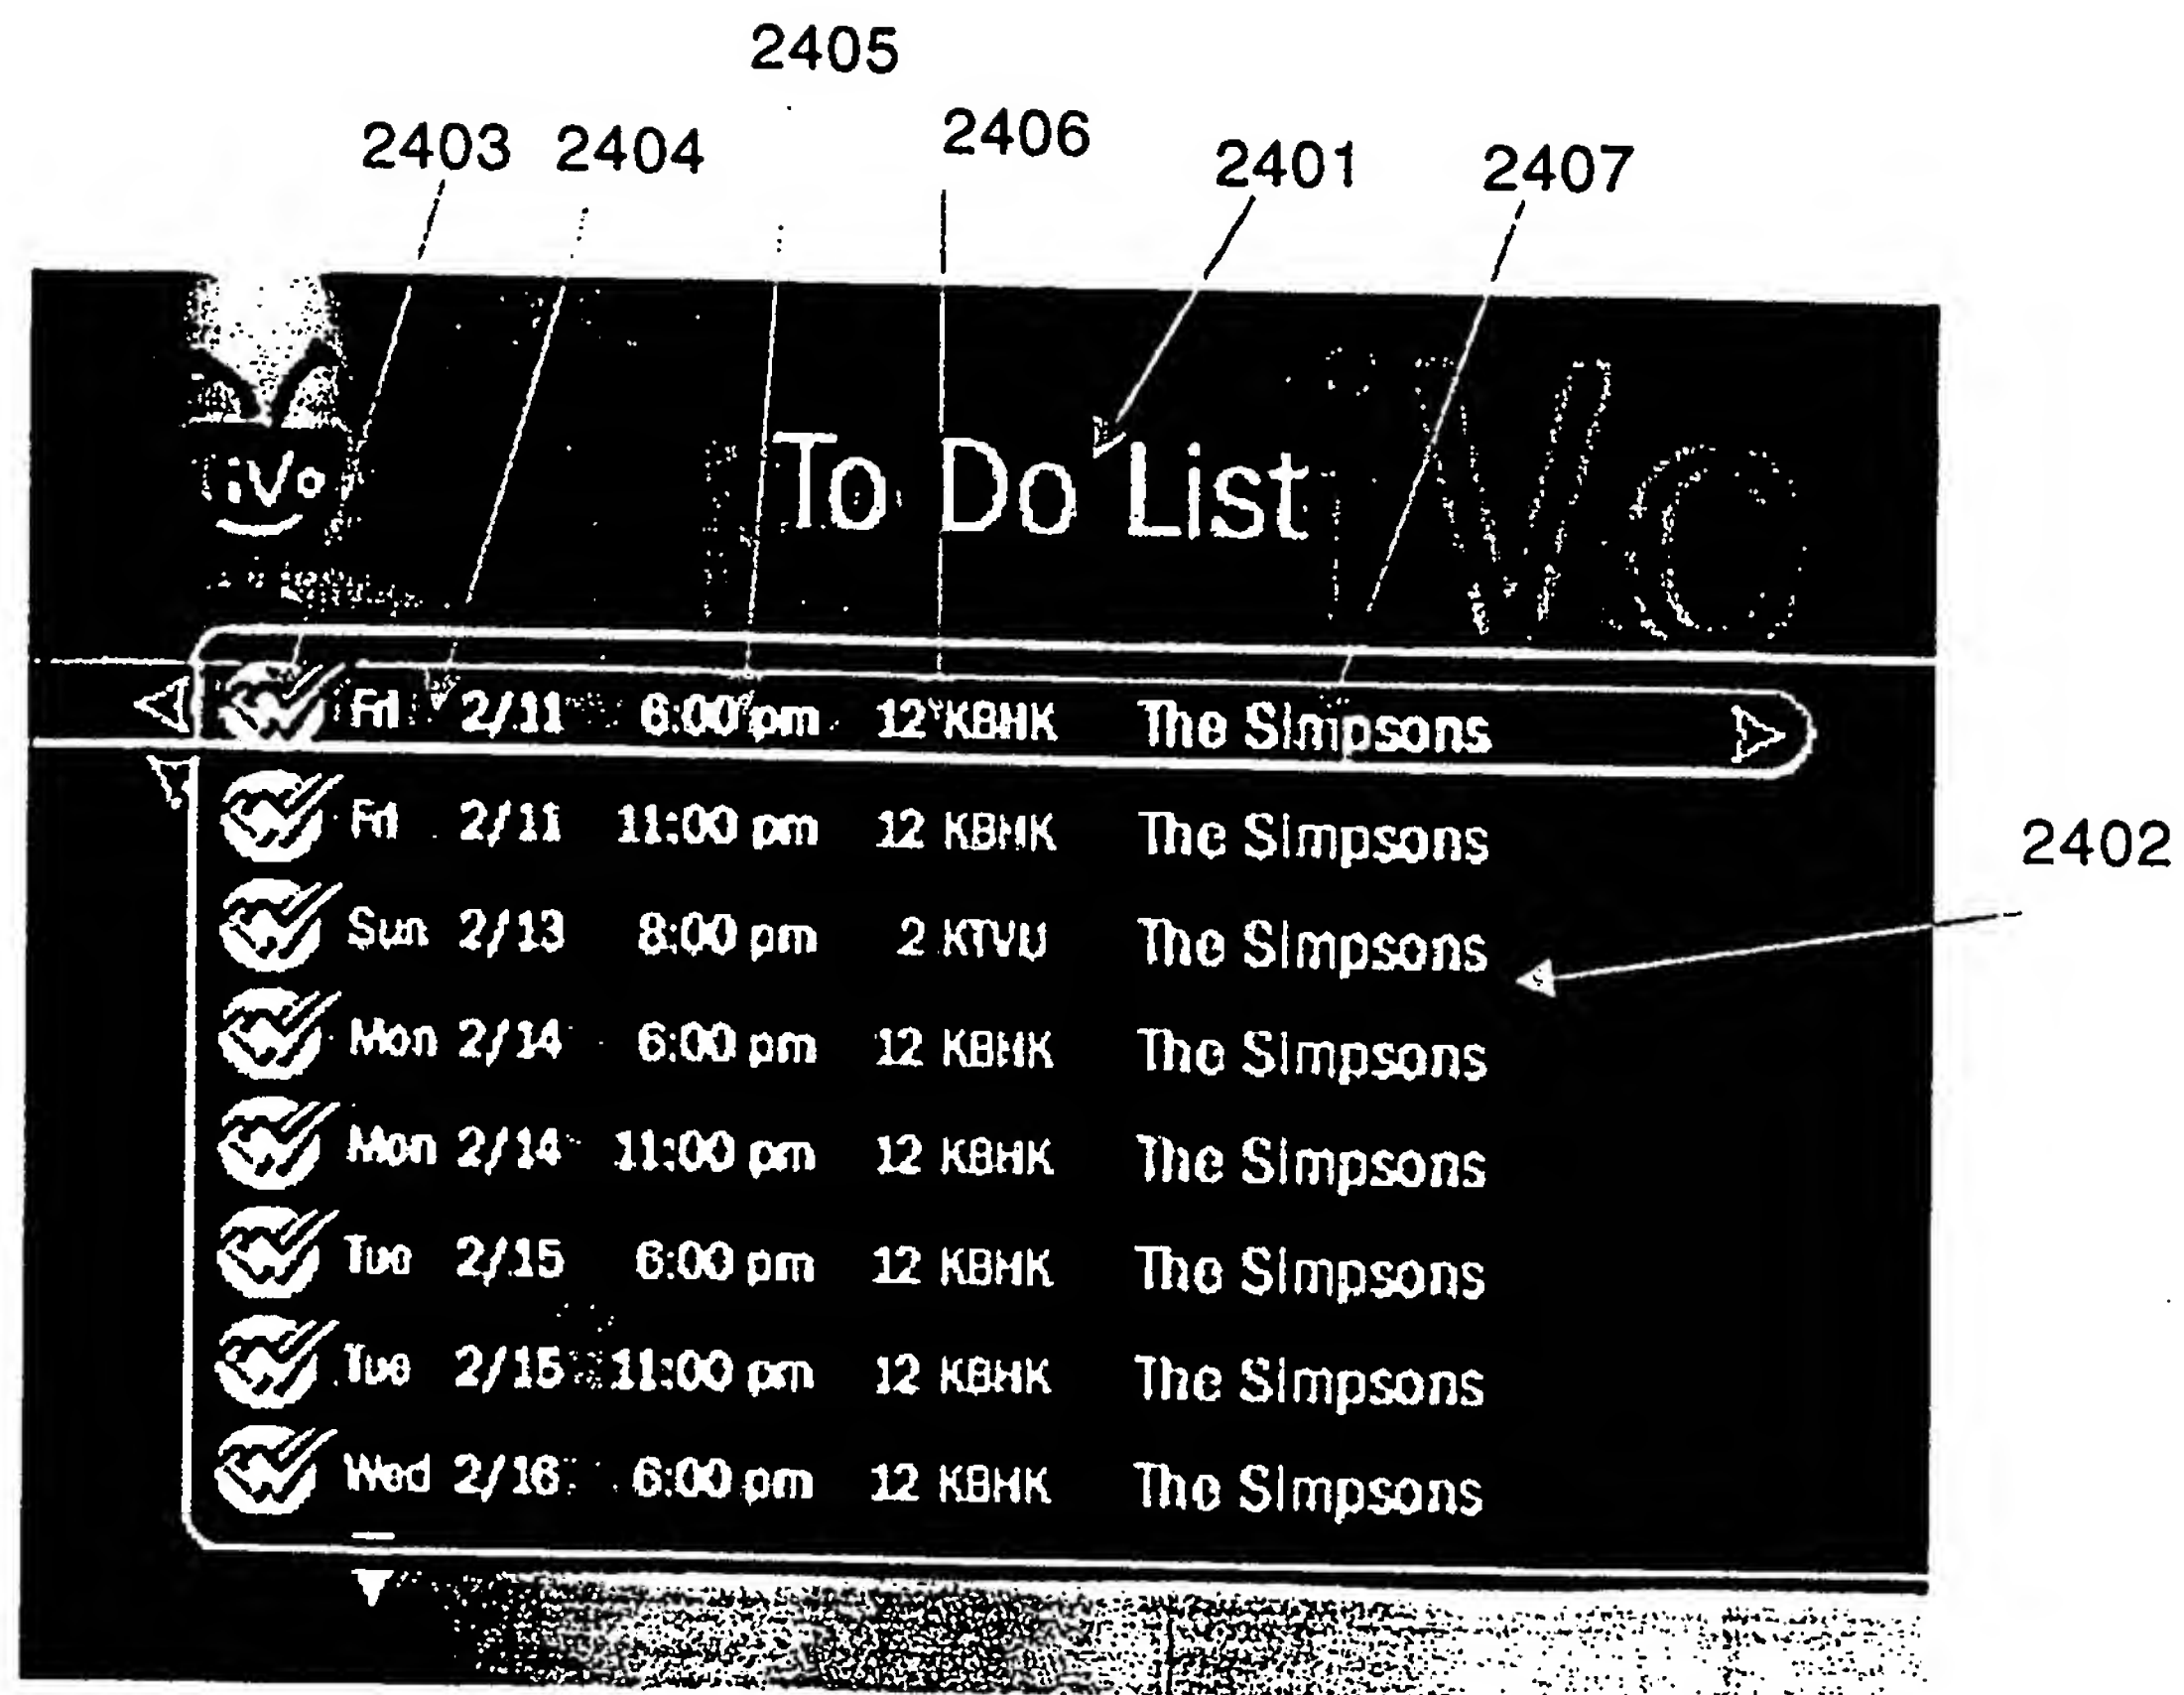 2405
2403 2404 2406 2401 2407
TiVo
To Do List
Fri 2/11 6:00 pm 12 KBHK The Simpsons
Fri 2/11 11:00 pm 12 KBHK The Simpsons
2402
Sun 2/13 8:00 pm 2 KTVU The Simpsons
Mon 2/14 6:00 pm 12 KBHK The Simpsons
Mon 2/14 11:00 pm 12 KBHK The Simpsons
Tue 2/15 6:00 pm 12 KBHK The Simpsons
Tue 2/15 11:00 pm 12 KBHK The Simpsons
Wed 2/16 6:00 pm 12 KBHK The Simpsons